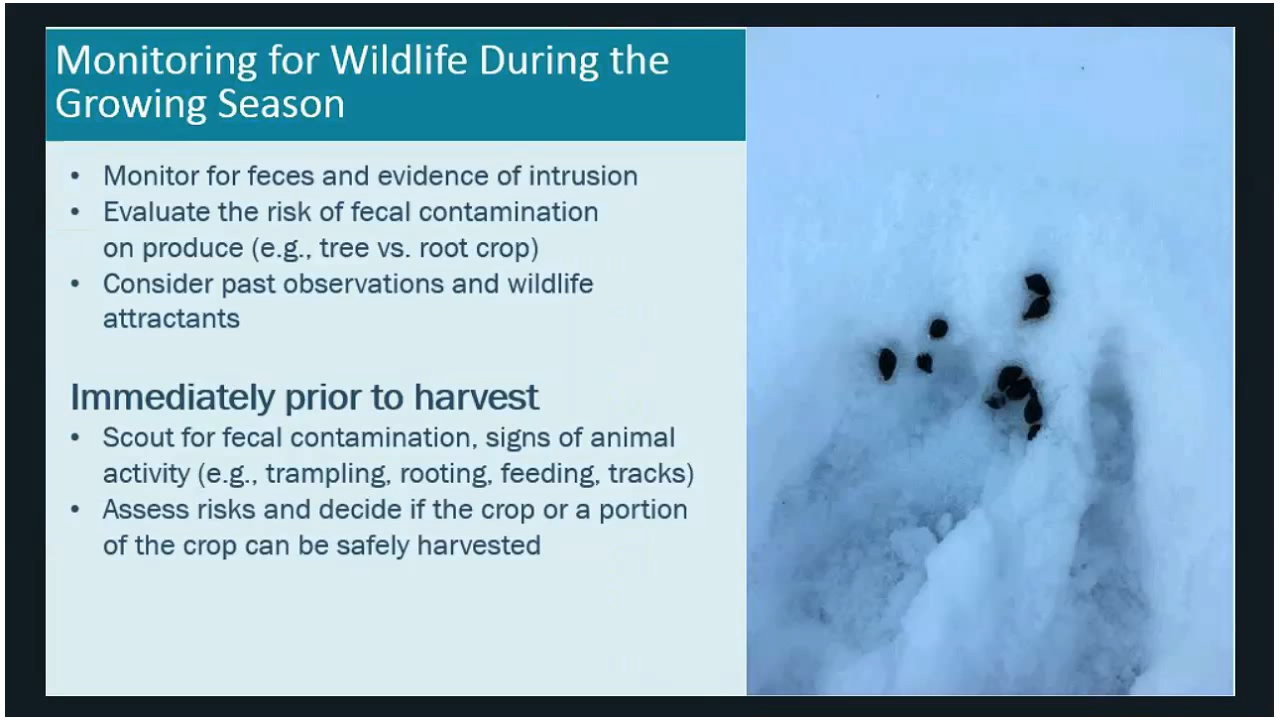 Monitoring for Wildlife During the
Growing Season
• Monitor for feces and evidence of intrusion
• Evaluate the risk of fecal contamination
on produce (e.g., tree vs. root crop)
• Consider past observations and wildlife
attractants
Immediately prior to harvest
• Scout for fecal contamination, signs of animal
activity (e.g., trampling, rooting, feeding, tracks)
• Assess risks and decide if the crop or a portion
of the crop can be safely harvested